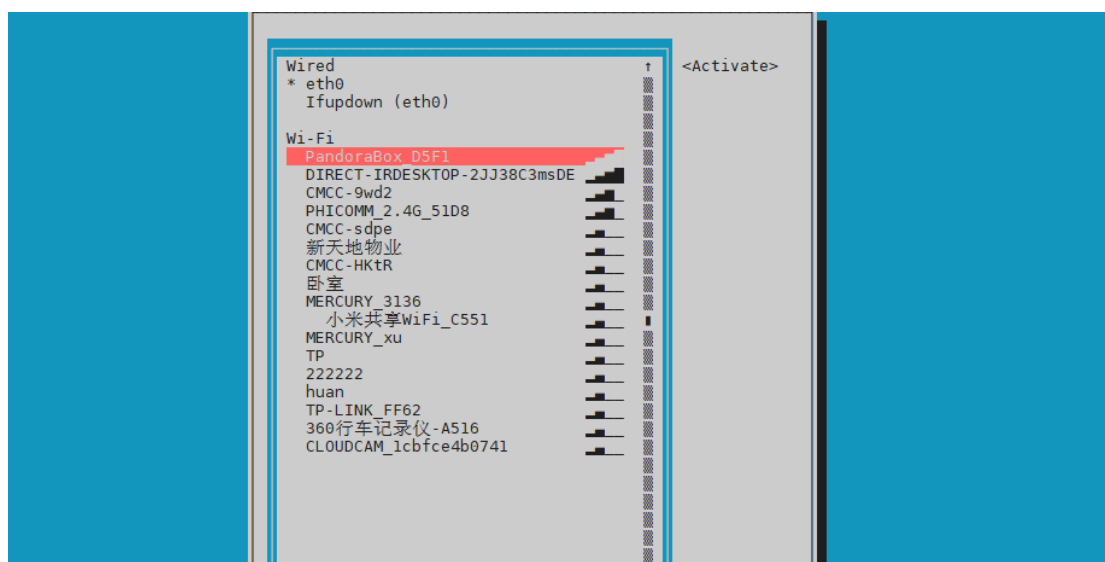 Wired
↑
<Activate>
* eth0
Ifupdown (eth0)
Wi-Fi
PandoraBox_D5F1
DIRECT-IRDESKTOP-2JJ38C3msDE
CMCC-9wd2
PHICOMM_2.4G_51D8
CMCC-sdpe
新天地物业
CMCC-HKtR
卧室
MERCURY_3136
小米共享WiFi_C551
MERCURY_xu
TP
222222
huan
TP-LINK_FF62
360行车记录仪-A516
CLOUDCAM_1cbfce4b0741